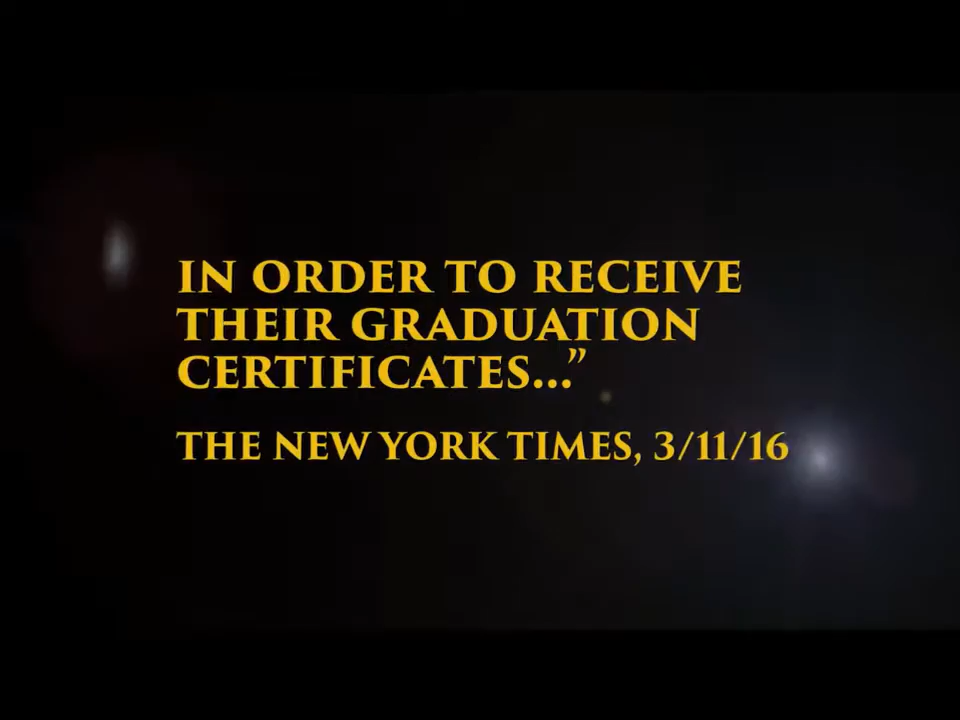 IN ORDER TO RECEIVE
THEIR GRADUATION
CERTIFICATES...”
THE NEW YORK TIMES, 3/11/16